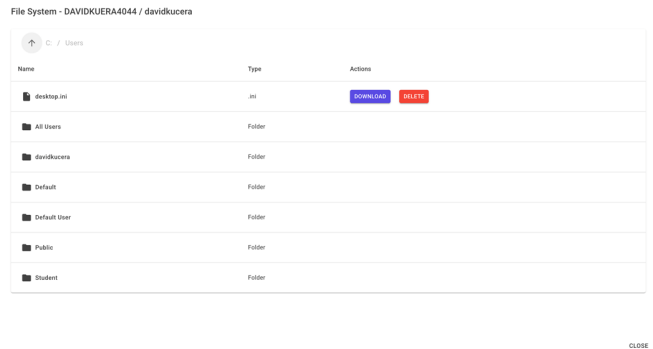 File System - DAVIDKUERA4044 / davidkucera
C: / Users
Name Type Actions
desktop.ini .ini DOWNLOAD DELETE
All Users Folder
davidkucera Folder
Default Folder
Default User Folder
Public Folder
Student Folder
CLOSE